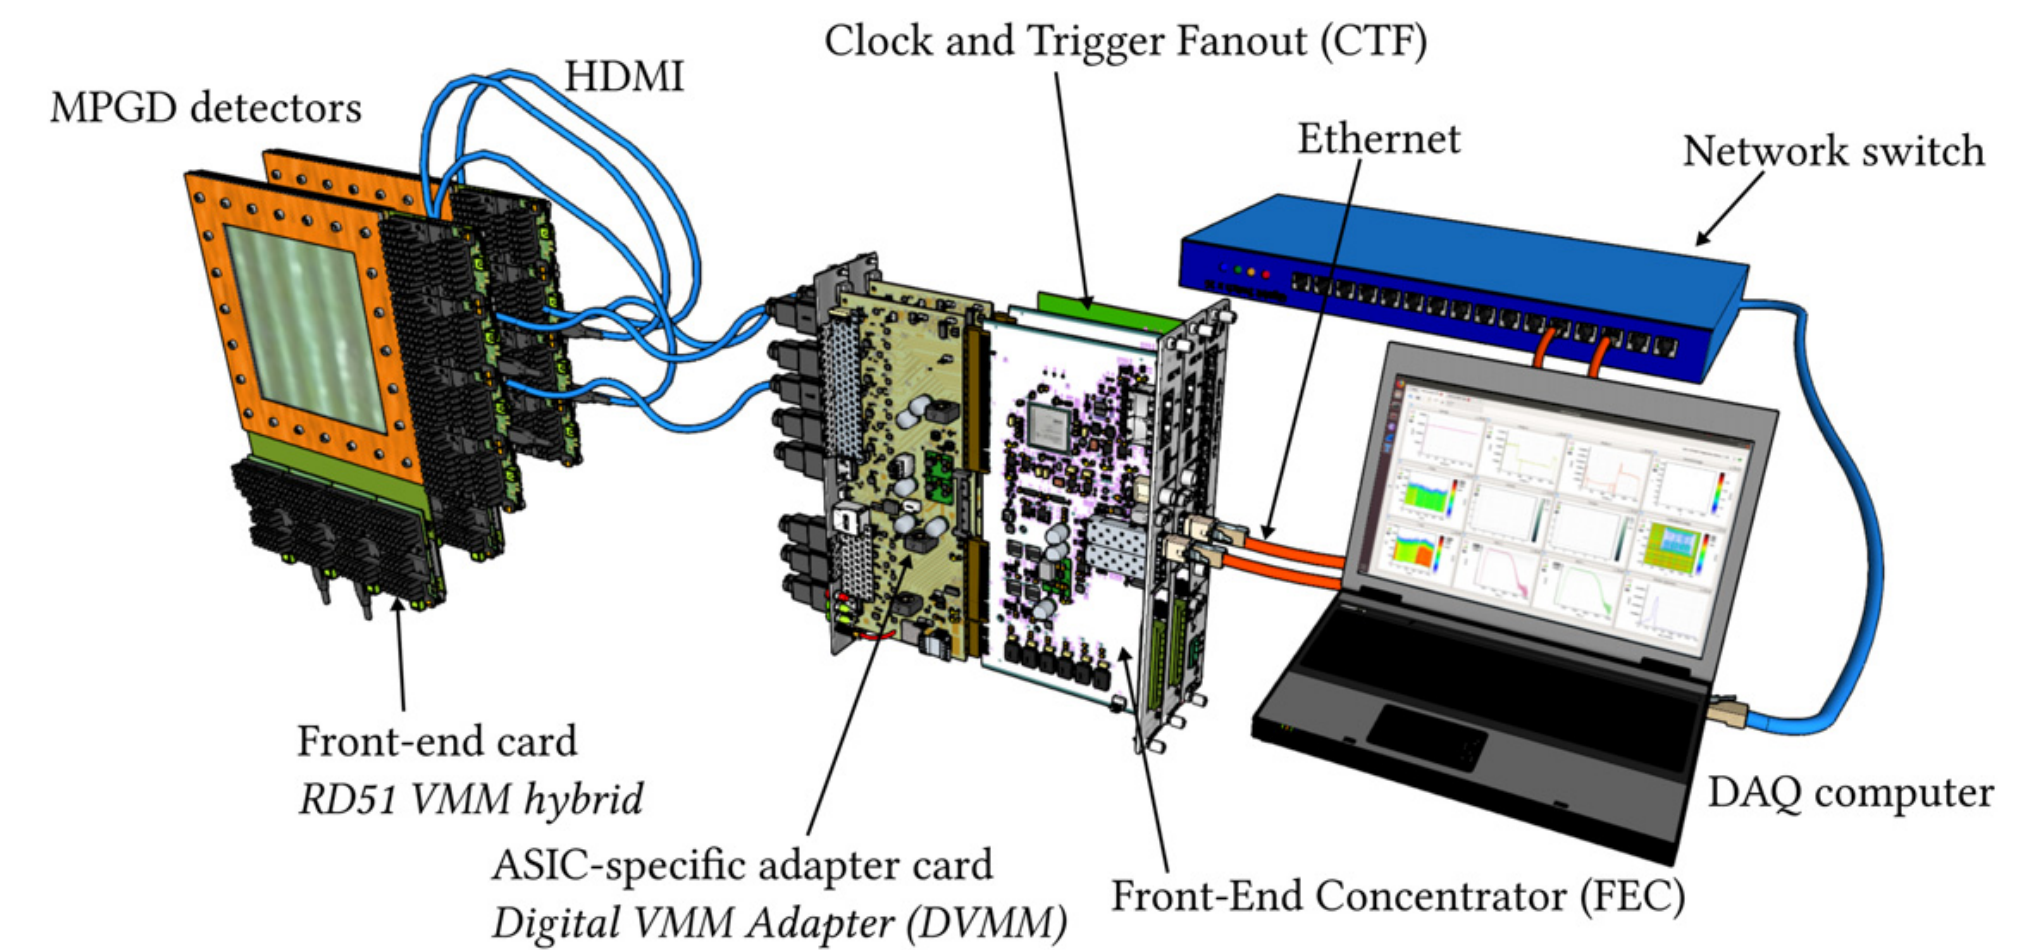 Clock and Trigger Fanout (CTF)
HDMI
MPGD detectors
Ethernet
Network switch
Front-end card
RD51 VMM hybrid
DAQ computer
ASIC-specific adapter card
Digital VMM Adapter (DVMM)
Front-End Concentrator (FEC)